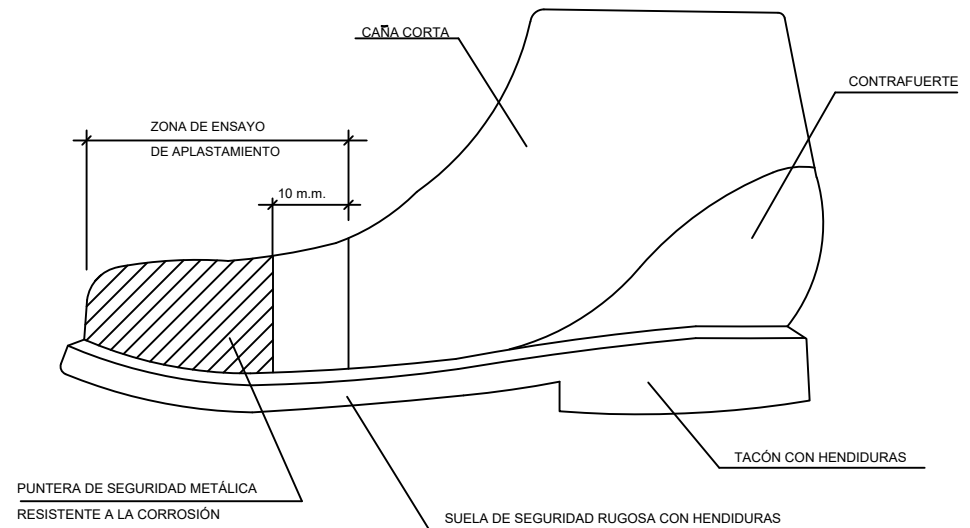 CAÑA CORTA
CONTRAFUERTE
ZONA DE ENSAYO
DE APLASTAMIENTO
10 m.m.
TACÓN CON HENDIDURAS
PUNTERA DE SEGURIDAD METÁLICA
RESISTENTE A LA CORROSIÓN
SUELA DE SEGURIDAD RUGOSA CON HENDIDURAS